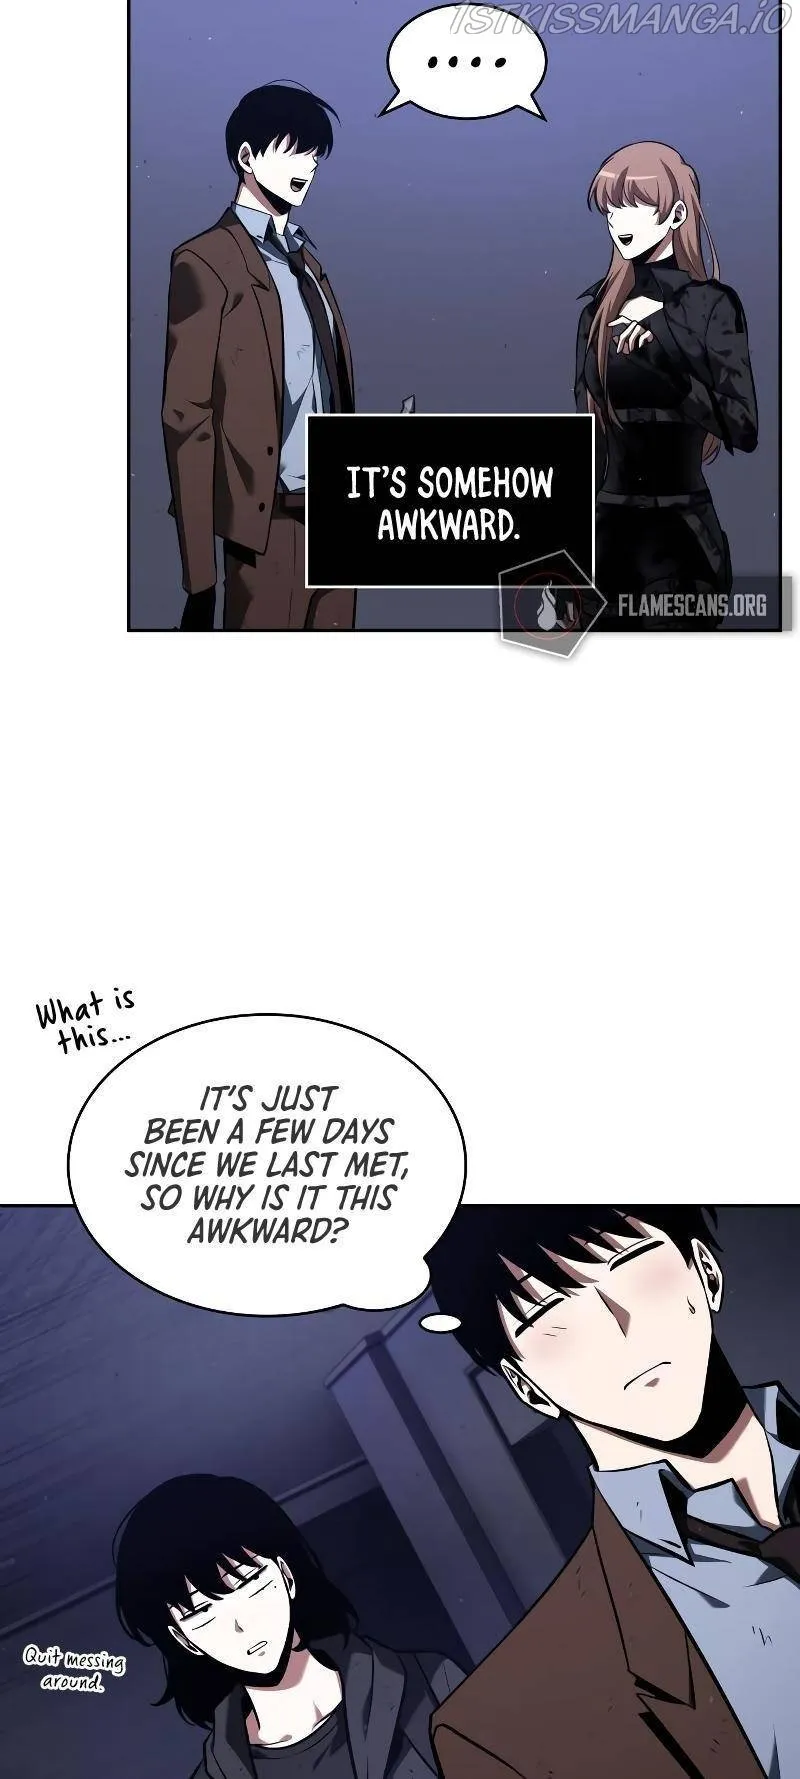 1STKISSMANGA.IO
....
IT'S SOMEHOW
AWKWARD.
FLAMESCANS.ORG
What is
this...
IT'S JUST
BEEN A FEW DAYS
SINCE WE LAST MET,
SO WHY IS IT THIS
AWKWARD?
Quit messing
around.